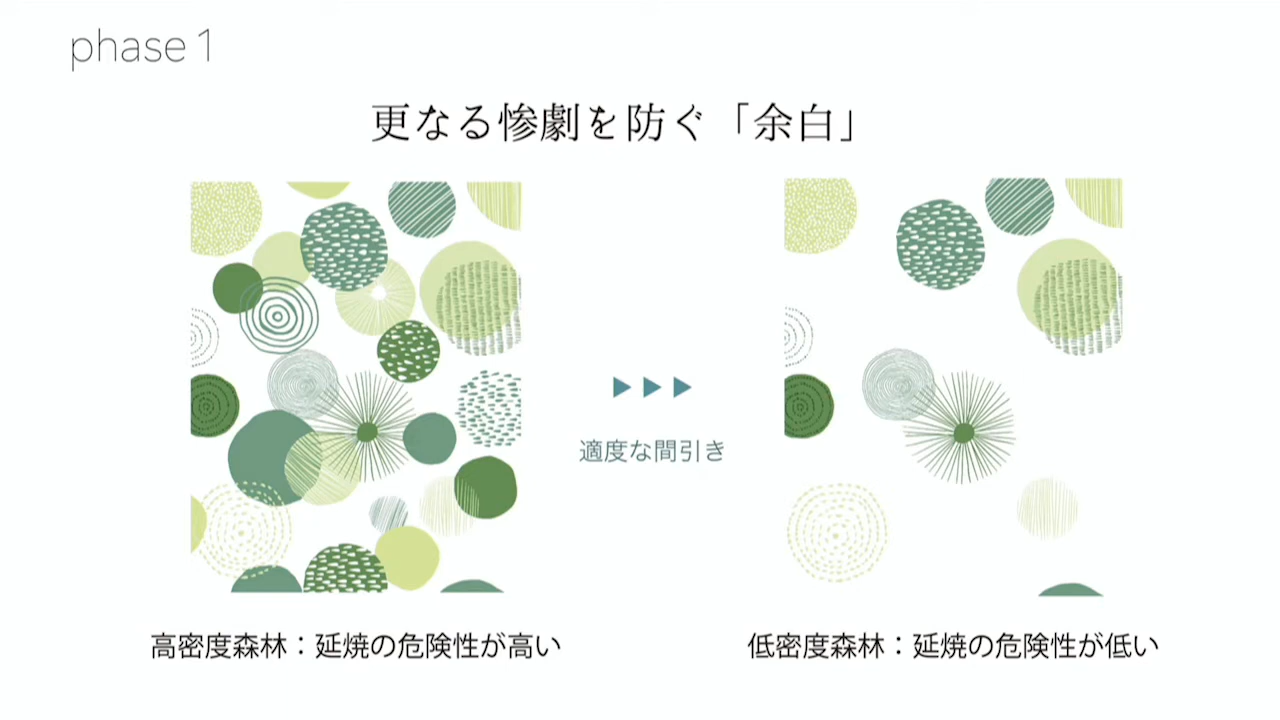 phase 1
更なる惨劇を防ぐ「余白」
適度な間引き
高密度森林：延焼の危険性が高い
低密度森林：延焼の危険性が低い